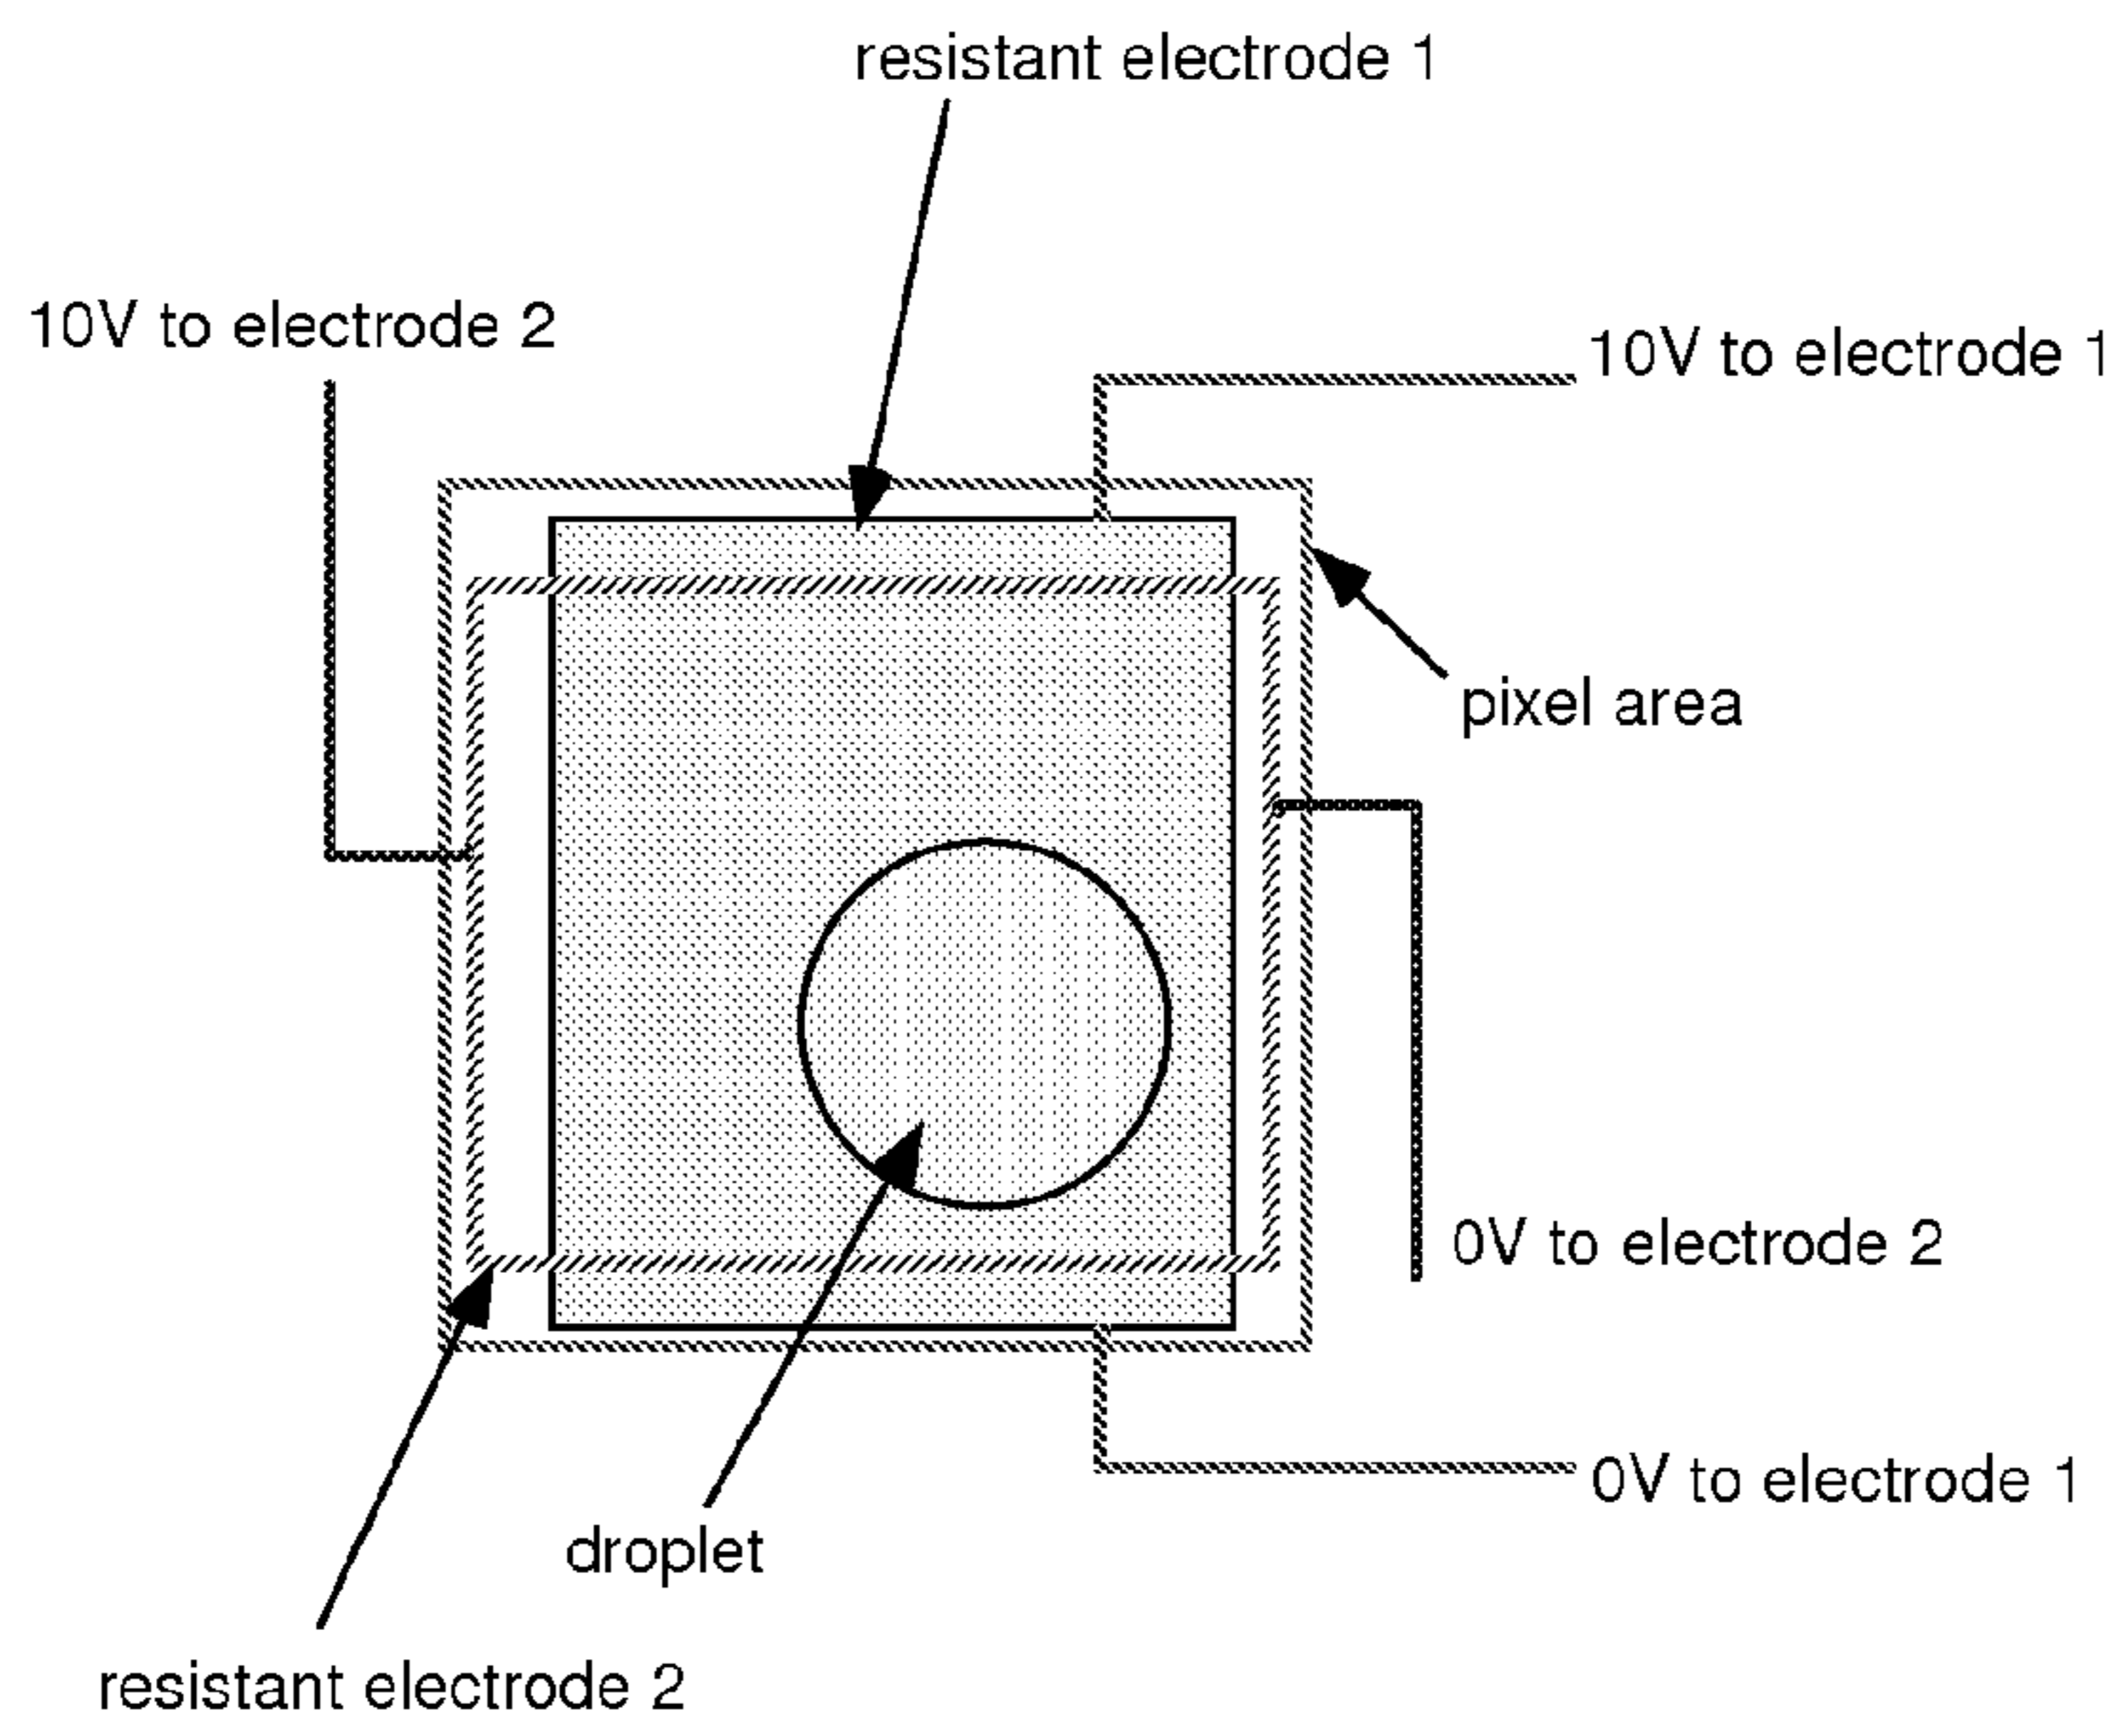 resistant electrode 1
10V to electrode 2
10V to electrode 1
pixel area
0V to electrode 2
0V to electrode 1
droplet
resistant electrode 2